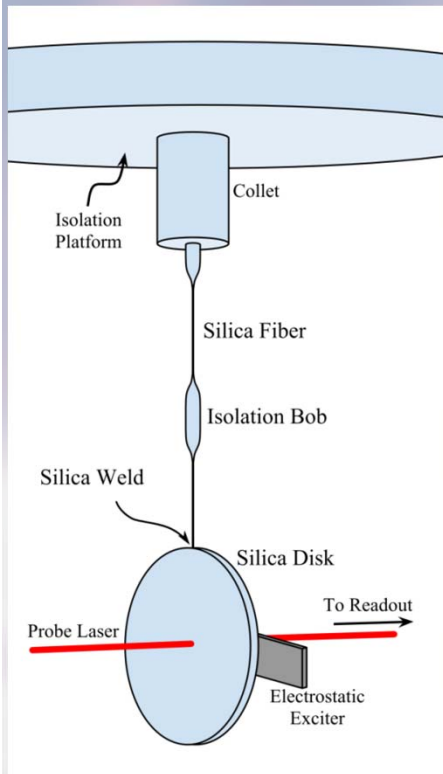 Collet
Isolation
Platform
Silica Fiber
Isolation Bob
Silica Weld
Silica Disk
To Readout
Probe Laser
Electrostatic
Exciter